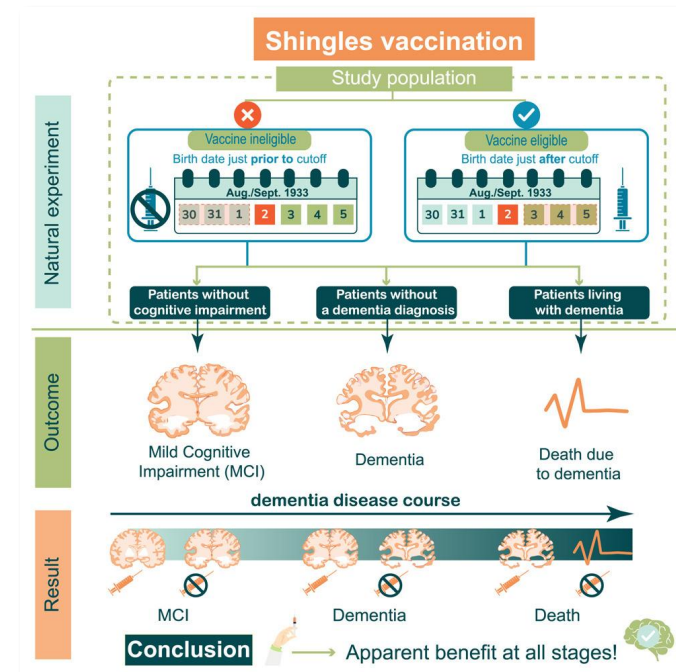 Shingles vaccination
Study population
Natural experiment
Vaccine ineligible
Birth date just prior to cutoff
Aug./Sept. 1933
30 31 1 2 3 4 5
Vaccine eligible
Birth date just after cutoff
Aug./Sept. 1933
30 31 1 2 3 4 5
Patients without
cognitive impairment
Patients without
a dementia diagnosis
Patients living
with dementia
Outcome
Mild Cognitive
Impairment (MCI)
Dementia
Death due
to dementia
dementia disease course
Result
MCI
Dementia
Death
Conclusion
Apparent benefit at all stages!